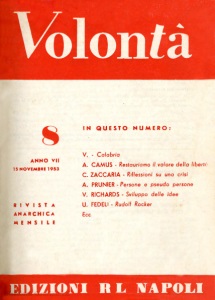 Volontà
8
ANNO VII
15 NOVEMBRE 1953
RIVISTA
ANARCHICA
MENSILE
IN QUESTO NUMERO:
V. - Calabria
A. CAMUS - Restauriamo il valore della libertà
C. ZACCARIA - Riflessioni su una crisi
A. PRUNIER - Persone e pseudo persone
V. RICHARDS - Sviluppo delle idee
U. FEDELI - Rudolf Rocker
Ecc
EDIZIONI RL NAPOLI